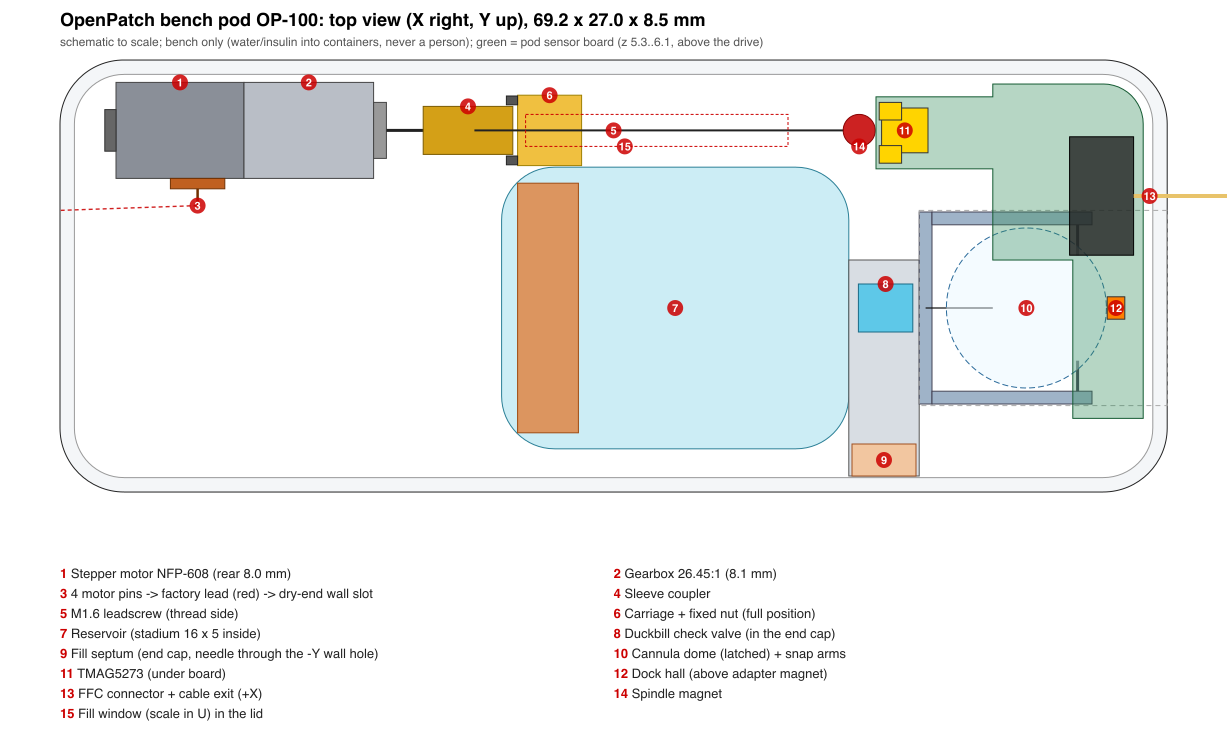 OpenPatch bench pod OP-100: top view (X right, Y up), 69.2 x 27.0 x 8.5 mm
schematic to scale; bench only (water/insulin into containers, never a person); green = pod sensor board (z 5.3..6.1, above the drive)
1
2
6
4
5
11
15
14
13
3
8
7
10
12
9
1 Stepper motor NFP-608 (rear 8.0 mm)
2 Gearbox 26.45:1 (8.1 mm)
3 4 motor pins -> factory lead (red) -> dry-end wall slot
4 Sleeve coupler
5 M1.6 leadscrew (thread side)
6 Carriage + fixed nut (full position)
7 Reservoir (stadium 16 x 5 inside)
8 Duckbill check valve (in the end cap)
9 Fill septum (end cap, needle through the -Y wall hole)
10 Cannula dome (latched) + snap arms
11 TMAG5273 (under board)
12 Dock hall (above adapter magnet)
13 FFC connector + cable exit (+X)
14 Spindle magnet
15 Fill window (scale in U) in the lid